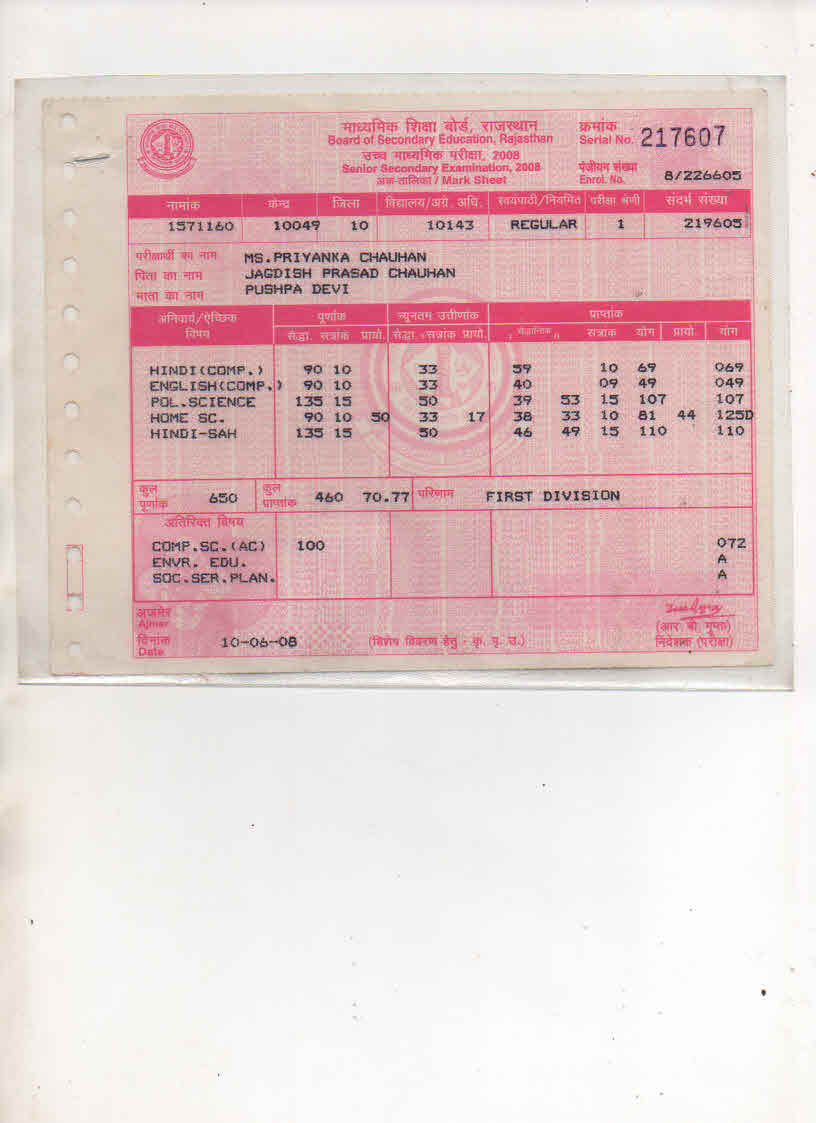 माध्यमिक शिक्षा बोर्ड, राजस्थान
Board of Secondary Education, Rajasthan
उच्च माध्यमिक परीक्षा, 2008
Senior Secondary Examination, 2008
अंक-तालिका / Mark Sheet
क्रमांक
Serial No. 217607
पंजीयन संख्या
Enrol. No. 8/226605
नामांक केन्द्र जिला विद्यालय/अग्रे. अधि. स्वयपाठी/नियमित परीक्षा श्रेणी संदर्भ संख्या
1571160 10049 10 10143 REGULAR 1 219605
परीक्षार्थी का नाम MS.PRIYANKA CHAUHAN
पिता का नाम JAGDISH PRASAD CHAUHAN
माता का नाम PUSHPA DEVI
अनिवार्य/ऐच्छिक विषय पूर्णांक न्यूनतम उत्तीर्णांक प्राप्तांक
सैद्धा. सत्रांक प्रायो. सैद्धा +सत्रांक प्रायो. सैद्धान्तिक सत्रांक योग प्रायो. योग
HINDI(COMP.) 90 10 33 59 10 69 069
ENGLISH(COMP.) 90 10 33 40 09 49 049
POL.SCIENCE 135 15 50 39 53 15 107 107
HOME SC. 90 10 50 33 17 38 33 10 81 44 125D
HINDI-SAH 135 15 50 46 49 15 110 110
कुल पूर्णांक 650 कुल प्राप्तांक 460 70.77 परिणाम FIRST DIVISION
अतिरिक्त विषय
COMP.SC.(AC) 100 072
ENVR. EDU. A
SOC.SER.PLAN. A
अजमेर
Ajmer
दिनांक
Date 10-06-08
(विशेष विवरण हेतु - कृ. पृ. उ.)
(आर बी गुप्ता)
निदेशक (परीक्षा)